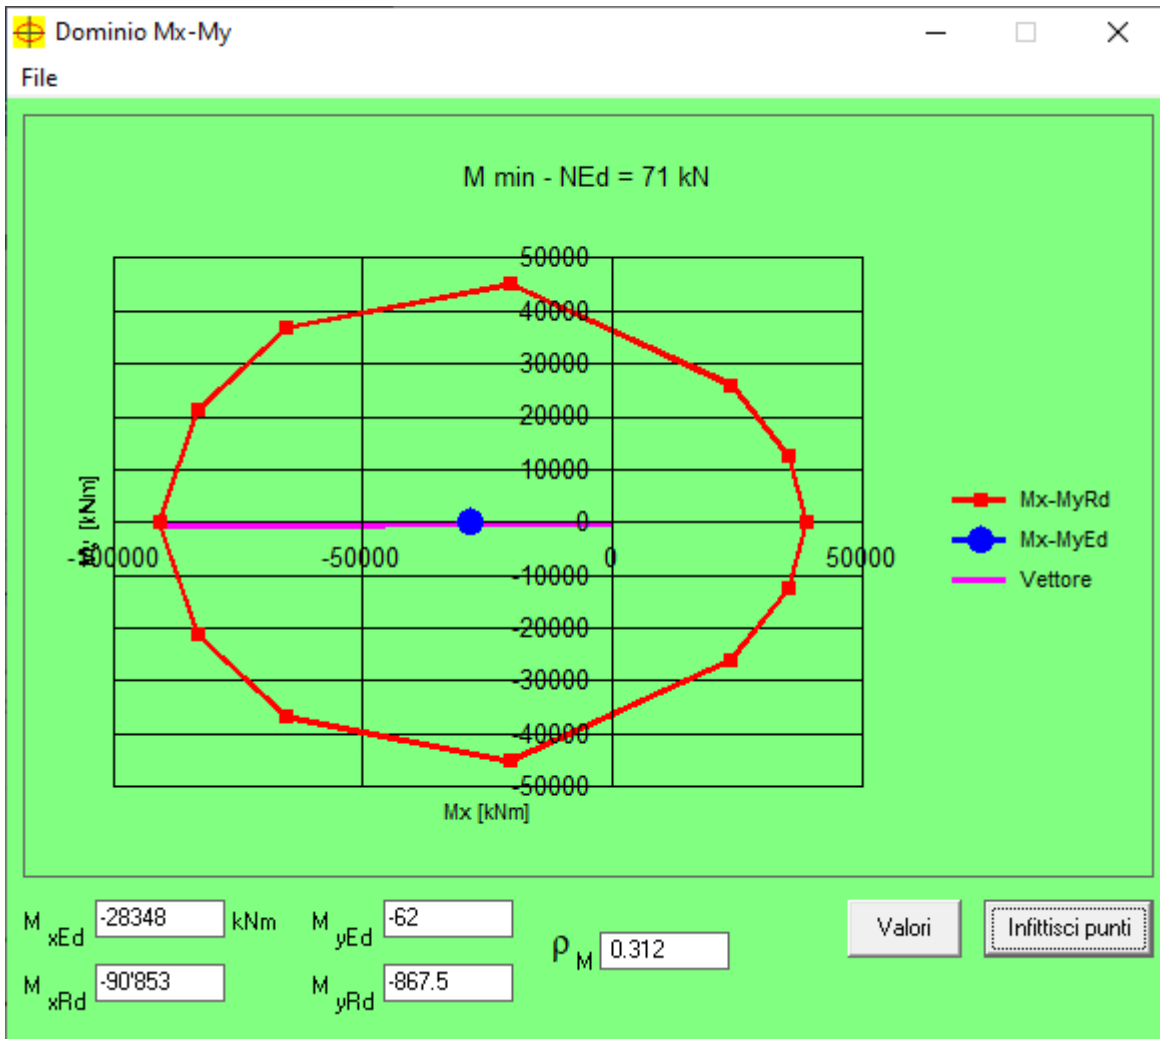 Dominio Mx-My
File
M min - NEd = 71 kN
50000
40000
30000
20000
10000
0
-100000 -50000 0 50000
-10000
-20000
-30000
-40000
-50000
[kNm]
Mx [kNm]
Mx-MyRd
Mx-MyEd
Vettore
M xEd -28348 kNm M yEd -62
M xRd -90'853 M yRd -867.5
ρ M 0.312
Valori Infittisci punti